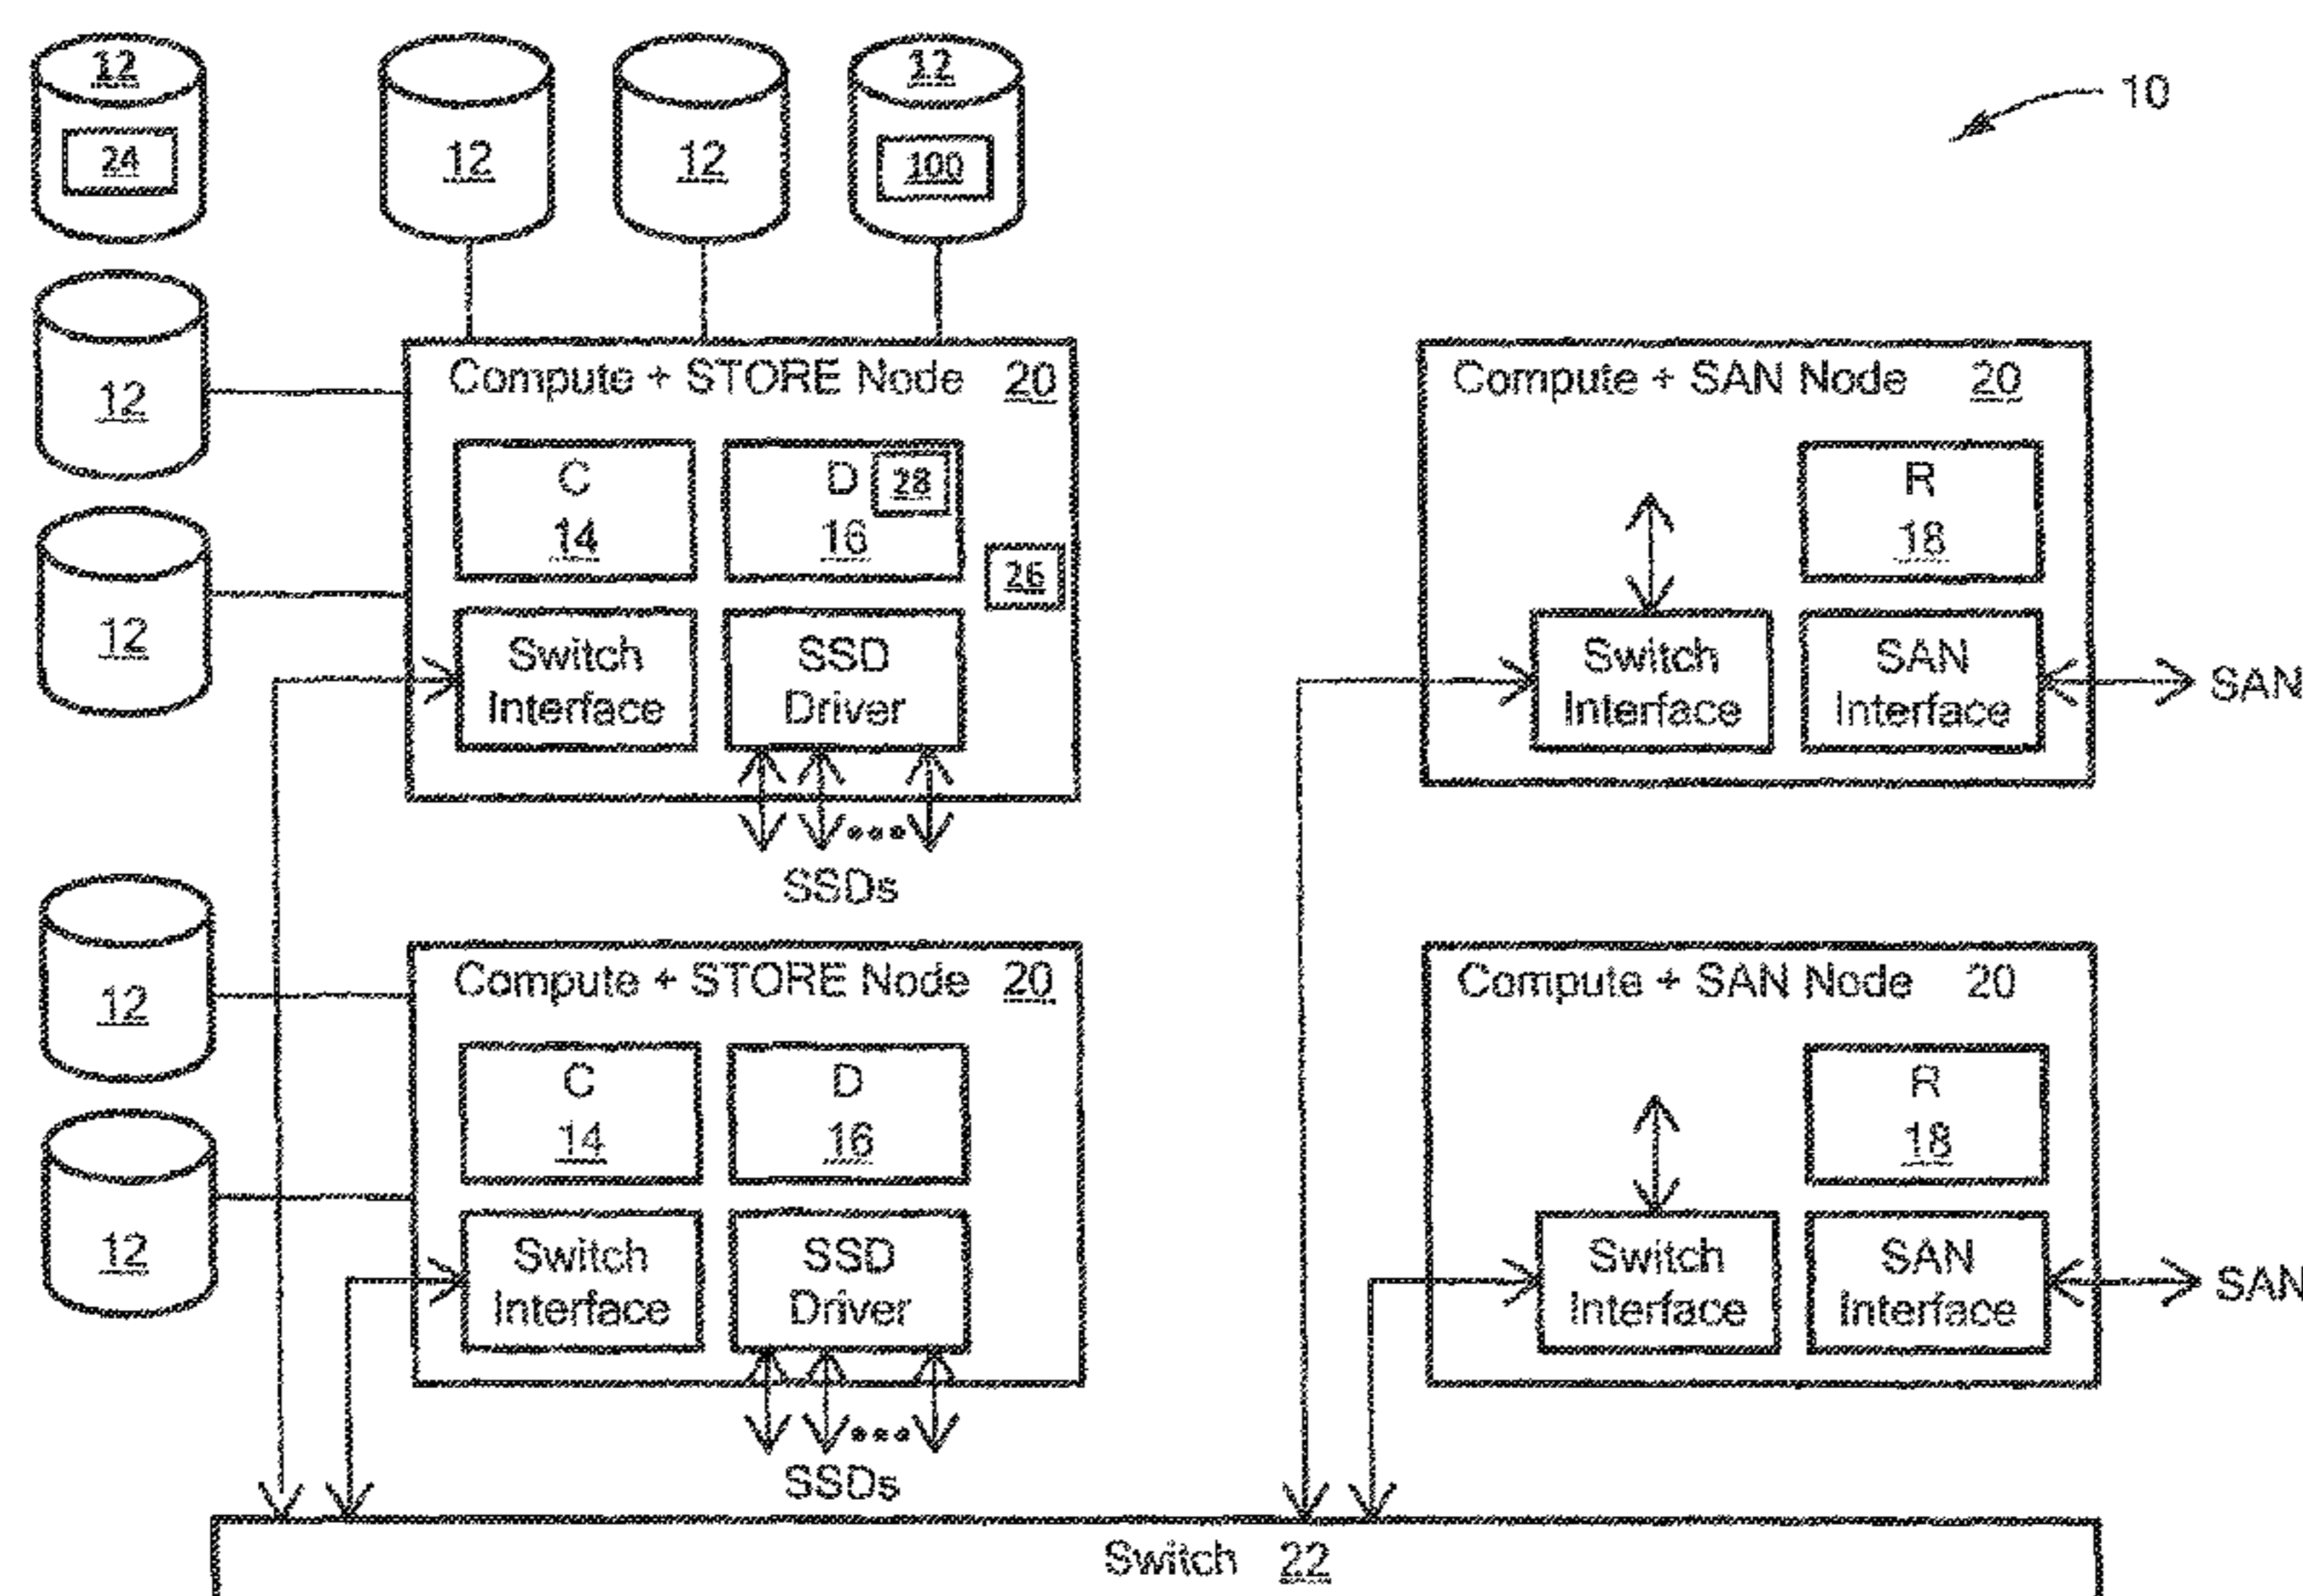 12
24
12
12
12
100
10
12
12
Compute + STORE Node 20
C
14
D 28
16
26
Switch
Interface
SSD
Driver
SSDs
Compute + SAN Node 20
R
18
Switch
Interface
SAN
Interface
SAN
12
12
Compute + STORE Node 20
C
14
D
16
Switch
Interface
SSD
Driver
SSDs
Compute + SAN Node 20
R
18
Switch
Interface
SAN
Interface
SAN
Switch 22